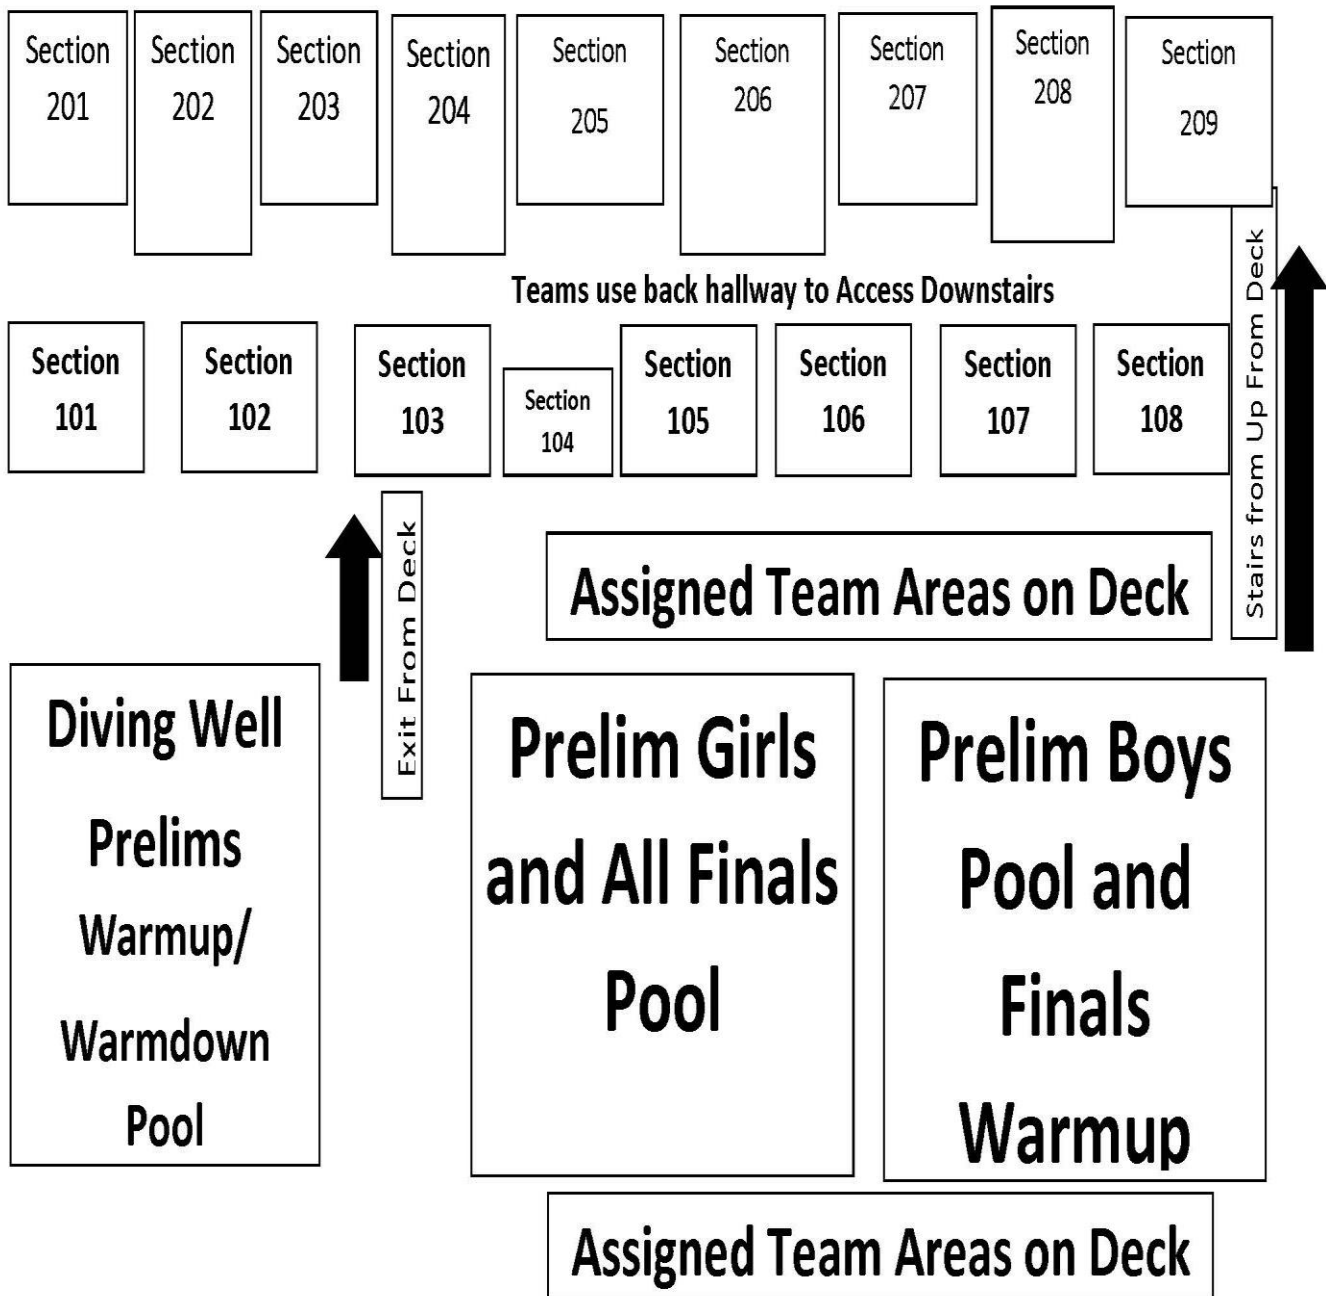 Section
201
Section
202
Section
203
Section
204
Section
205
Section
206
Section
207
Section
208
Section
209
Teams use back hallway to Access Downstairs
Section
101
Section
102
Section
103
Section
104
Section
105
Section
106
Section
107
Section
108
Stairs from Up From Deck
Exit From Deck
Assigned Team Areas on Deck
Diving Well
Prelims
Warmup/
Warmdown
Pool
Prelim Girls
and All Finals
Pool
Prelim Boys
Pool and
Finals
Warmup
Assigned Team Areas on Deck